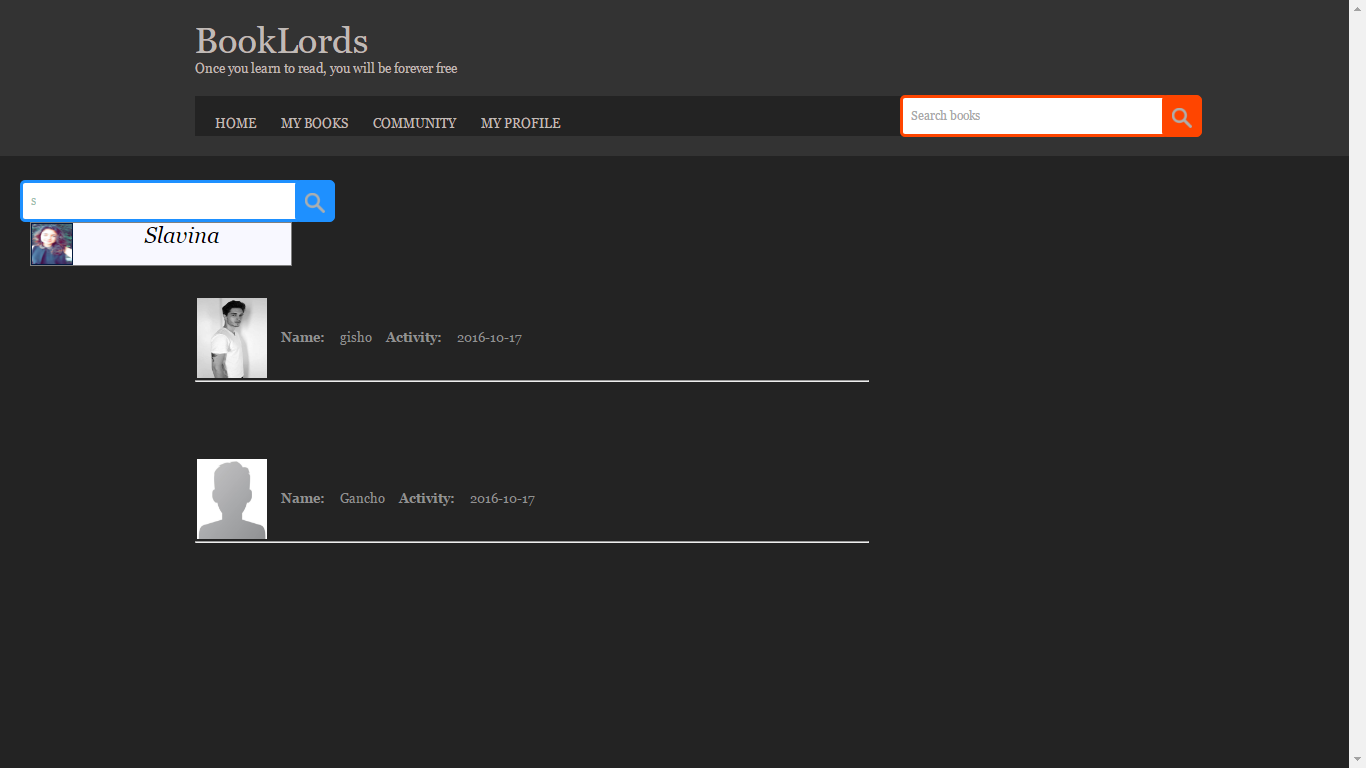 BookLords
Once you learn to read, you will be forever free
HOME MY BOOKS COMMUNITY MY PROFILE
Search books
s
Slavina
Name: gisho Activity: 2016-10-17
Name: Gancho Activity: 2016-10-17